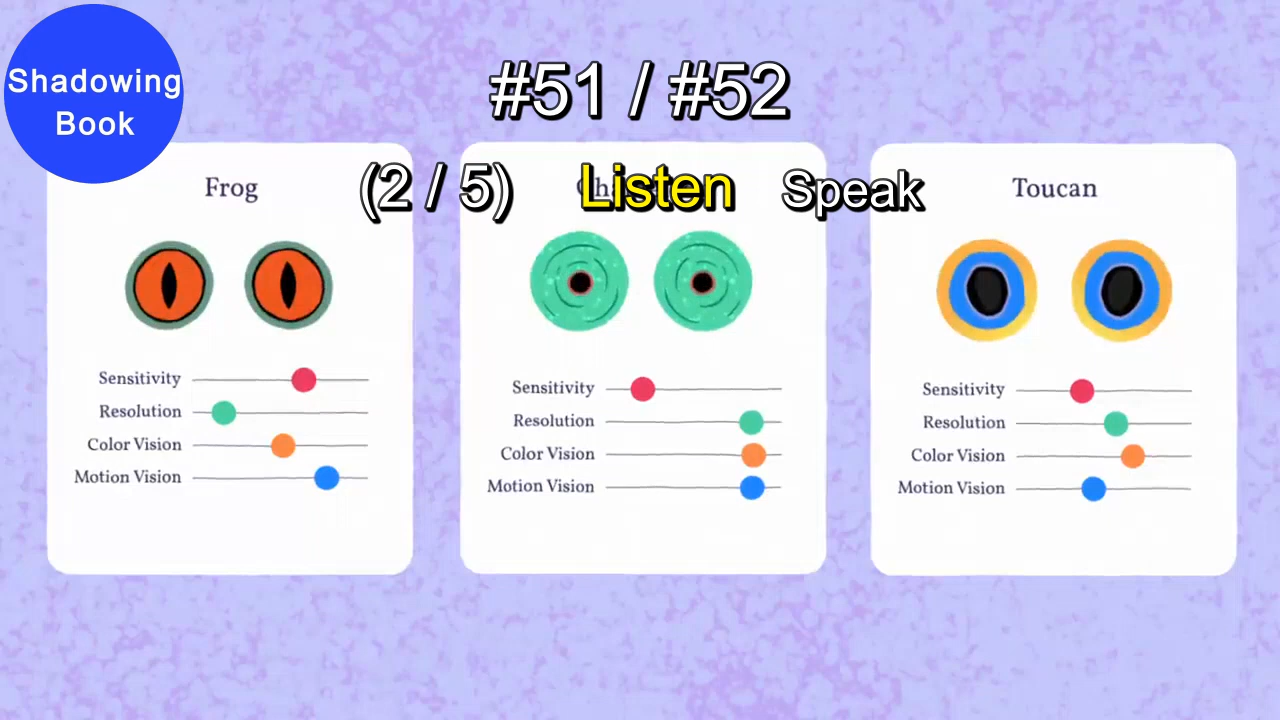 Shadowing
Book
#51 / #52
(2 / 5) Listen Speak
Frog
Sensitivity
Resolution
Color Vision
Motion Vision
Sensitivity
Resolution
Color Vision
Motion Vision
Toucan
Sensitivity
Resolution
Color Vision
Motion Vision